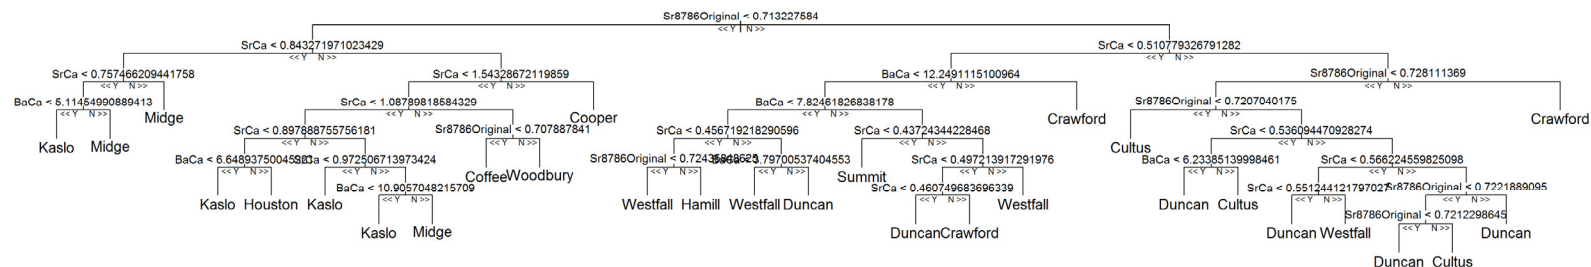 Sr8786Original < 0.713227584
<< Y N >>
SrCa < 0.843271971023429
SrCa < 0.510779326791282
<< Y N >>
<< Y N >>
SrCa < 0.757466209441758
SrCa < 1.54328672119859
BaCa < 12.2491115100964
Sr8786Original < 0.728111369
<< Y N >>
<< Y N >>
<< Y N >>
<< Y N >>
BaCa < 5.11454990889413
Midge
SrCa < 1.08789818584329
Cooper
BaCa < 7.82461826838178
Crawford
Sr8786Original < 0.7207040175
Crawford
<< Y N >>
<< Y N >>
<< Y N >>
<< Y N >>
Kaslo
Midge
SrCa < 0.897888755756181
Sr8786Original < 0.707887841
SrCa < 0.456719218290596
SrCa < 0.43724344228468
Cultus
SrCa < 0.536094470928274
<< Y N >>
<< Y N >>
<< Y N >>
<< Y N >>
<< Y N >>
SrCa < 0.972506713973424
Coffee
Woodbury
Summit
SrCa < 0.497213917291976
BaCa < 6.23385139998461
SrCa < 0.566224559825098
<< Y N >>
<< Y N >>
<< Y N >>
<< Y N >>
<< Y N >>
<< Y N >>
<< Y N >>
Kaslo
Houston
Kaslo
BaCa < 10.9057048215709
Westfall
Hamill
Westfall
Duncan
SrCa < 0.460749683696339
Westfall
Duncan
Cultus
SrCa < 0.551244121797027
Sr8786Original < 0.7221889095
<< Y N >>
<< Y N >>
<< Y N >>
<< Y N >>
Kaslo
Midge
Duncan
Crawford
Duncan
Westfall
Sr8786Original < 0.7212298645
Duncan
<< Y N >>
Duncan
Cultus